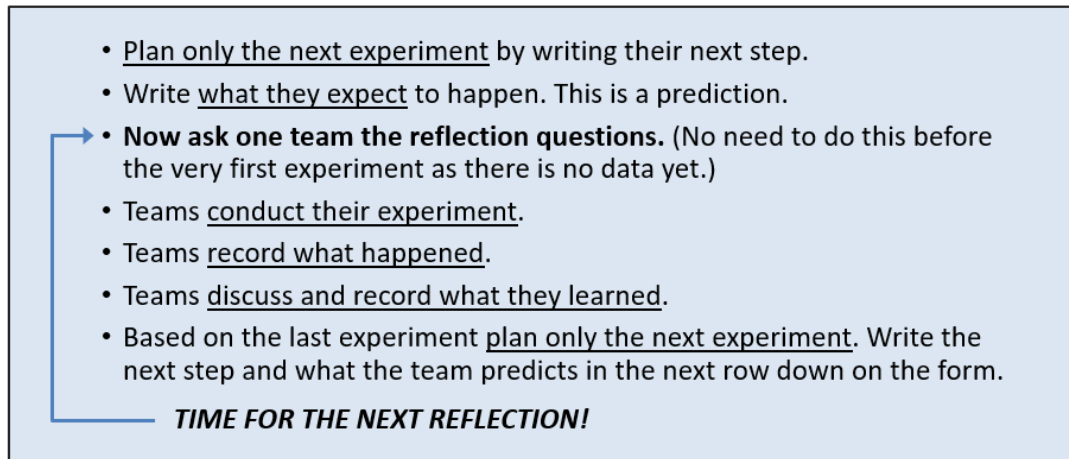 • Plan only the next experiment by writing their next step.
• Write what they expect to happen. This is a prediction.
• Now ask one team the reflection questions. (No need to do this before
the very first experiment as there is no data yet.)
• Teams conduct their experiment.
• Teams record what happened.
• Teams discuss and record what they learned.
• Based on the last experiment plan only the next experiment. Write the
next step and what the team predicts in the next row down on the form.
TIME FOR THE NEXT REFLECTION!